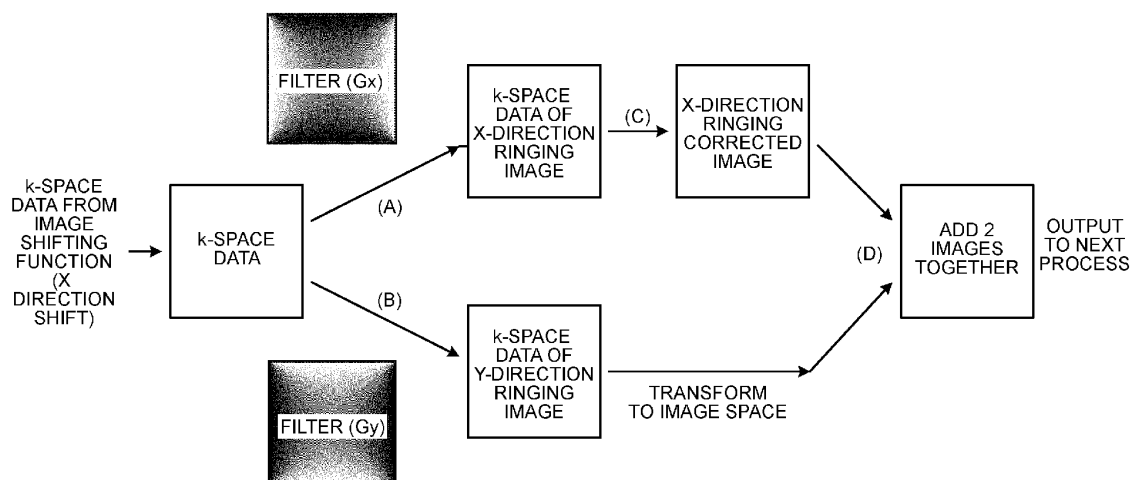 k-SPACE
DATA FROM
IMAGE
SHIFTING
FUNCTION
(X
DIRECTION
SHIFT)
k-SPACE
DATA
FILTER (Gx)
(A)
k-SPACE
DATA OF
X-DIRECTION
RINGING
IMAGE
(C)
X-DIRECTION
RINGING
CORRECTED
IMAGE
FILTER (Gy)
(B)
k-SPACE
DATA OF
Y-DIRECTION
RINGING
IMAGE
TRANSFORM
TO IMAGE SPACE
(D)
ADD 2
IMAGES
TOGETHER
OUTPUT
TO NEXT
PROCESS